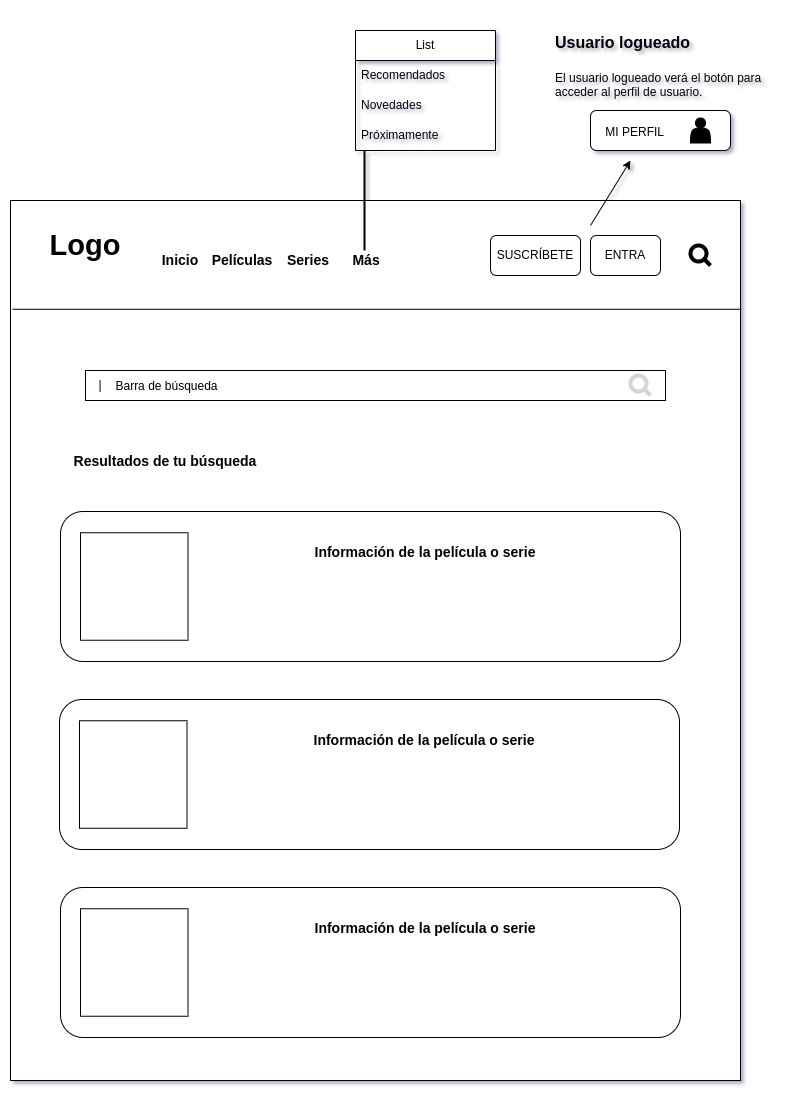 List
Recomendados
Novedades
Próximamente
Usuario logueado
El usuario logueado verá el botón para
acceder al perfil de usuario.
MI PERFIL
Logo
Inicio Películas Series Más
SUSCRÍBETE
ENTRA
| Barra de búsqueda
Resultados de tu búsqueda
Información de la película o serie
Información de la película o serie
Información de la película o serie